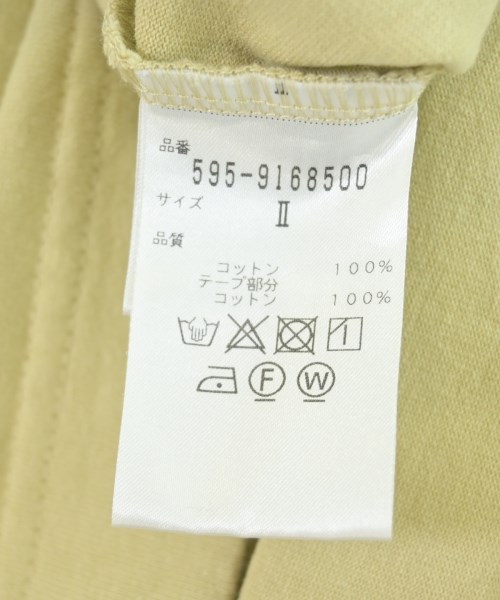 品番
595-9168500
サイズ
II
品質
コットン 100%
テープ部分
コットン 100%
F W